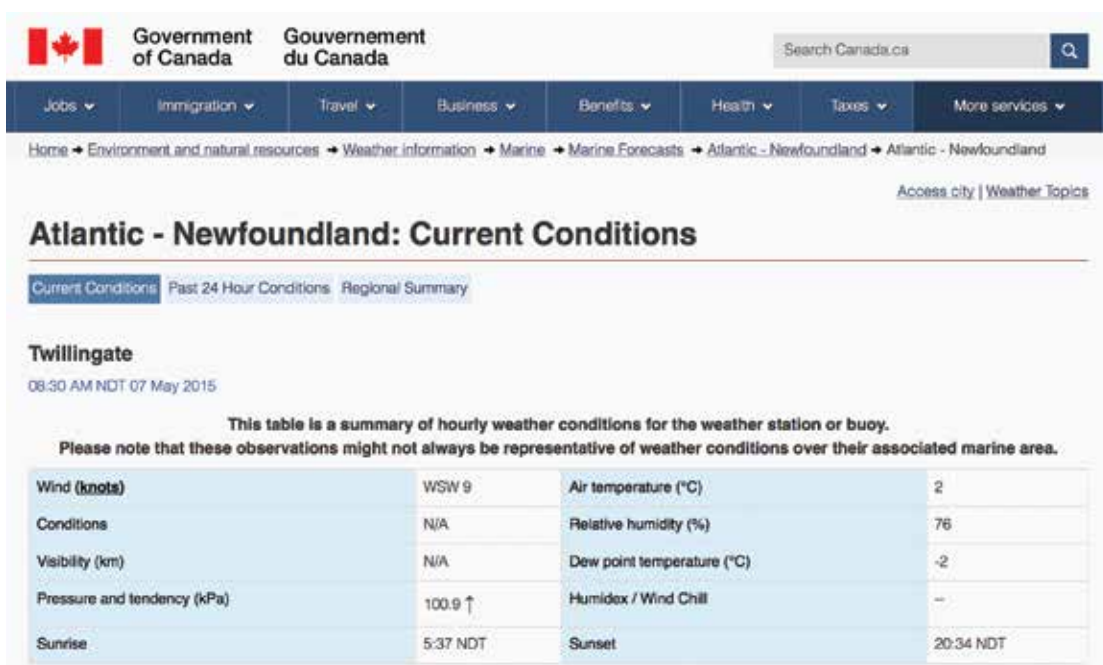 Government of Canada
Gouvernement du Canada
Search Canada.ca
Jobs Immigration Travel Business Benefits Health Taxes More services
Home → Environment and natural resources → Weather information → Marine → Marine Forecasts → Atlantic - Newfoundland → Atlantic - Newfoundland
Access city | Weather Topics
Atlantic - Newfoundland: Current Conditions
Current Conditions Past 24 Hour Conditions Regional Summary
Twillingate
08:30 AM NDT 07 May 2015
This table is a summary of hourly weather conditions for the weather station or buoy.
Please note that these observations might not always be representative of weather conditions over their associated marine area.
Wind (knots) WSW 9 Air temperature (°C) 2
Conditions N/A Relative humidity (%) 76
Visibility (km) N/A Dew point temperature (°C) -2
Pressure and tendency (kPa) 100.9 ↑ Humidex / Wind Chill --
Sunrise 5:37 NDT Sunset 20:34 NDT